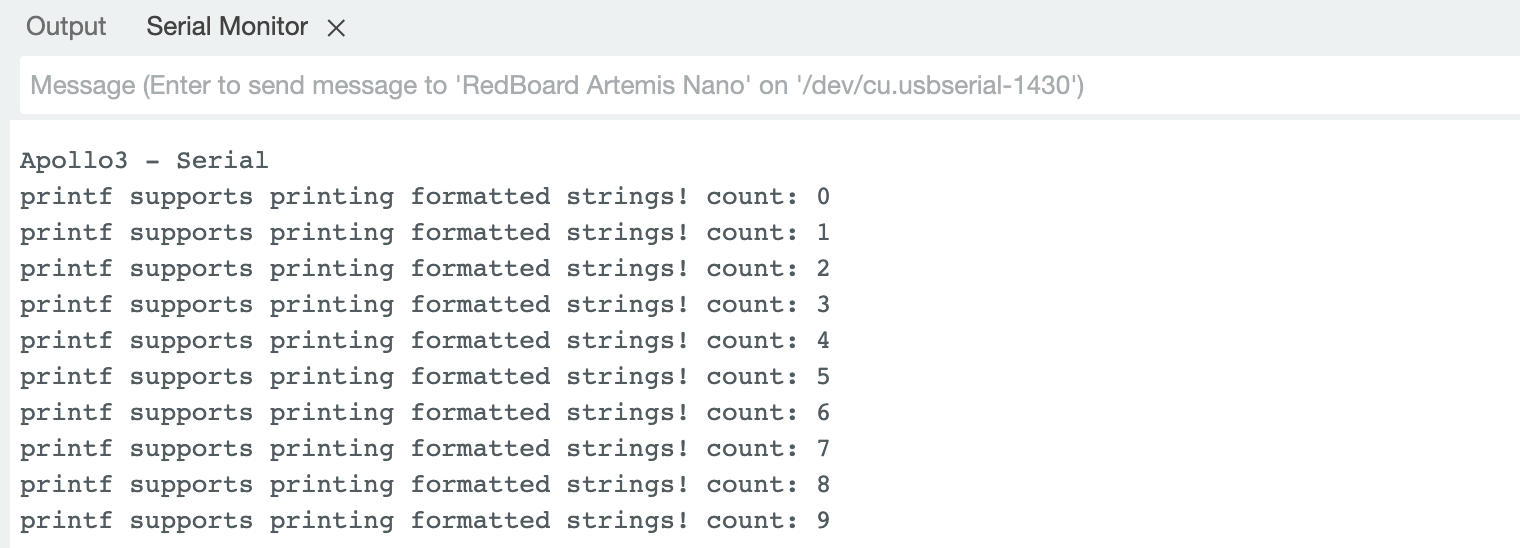 Output Serial Monitor
Message (Enter to send message to 'RedBoard Artemis Nano' on '/dev/cu.usbserial-1430')
Apollo3 - Serial
printf supports printing formatted strings! count: 0
printf supports printing formatted strings! count: 1
printf supports printing formatted strings! count: 2
printf supports printing formatted strings! count: 3
printf supports printing formatted strings! count: 4
printf supports printing formatted strings! count: 5
printf supports printing formatted strings! count: 6
printf supports printing formatted strings! count: 7
printf supports printing formatted strings! count: 8
printf supports printing formatted strings! count: 9